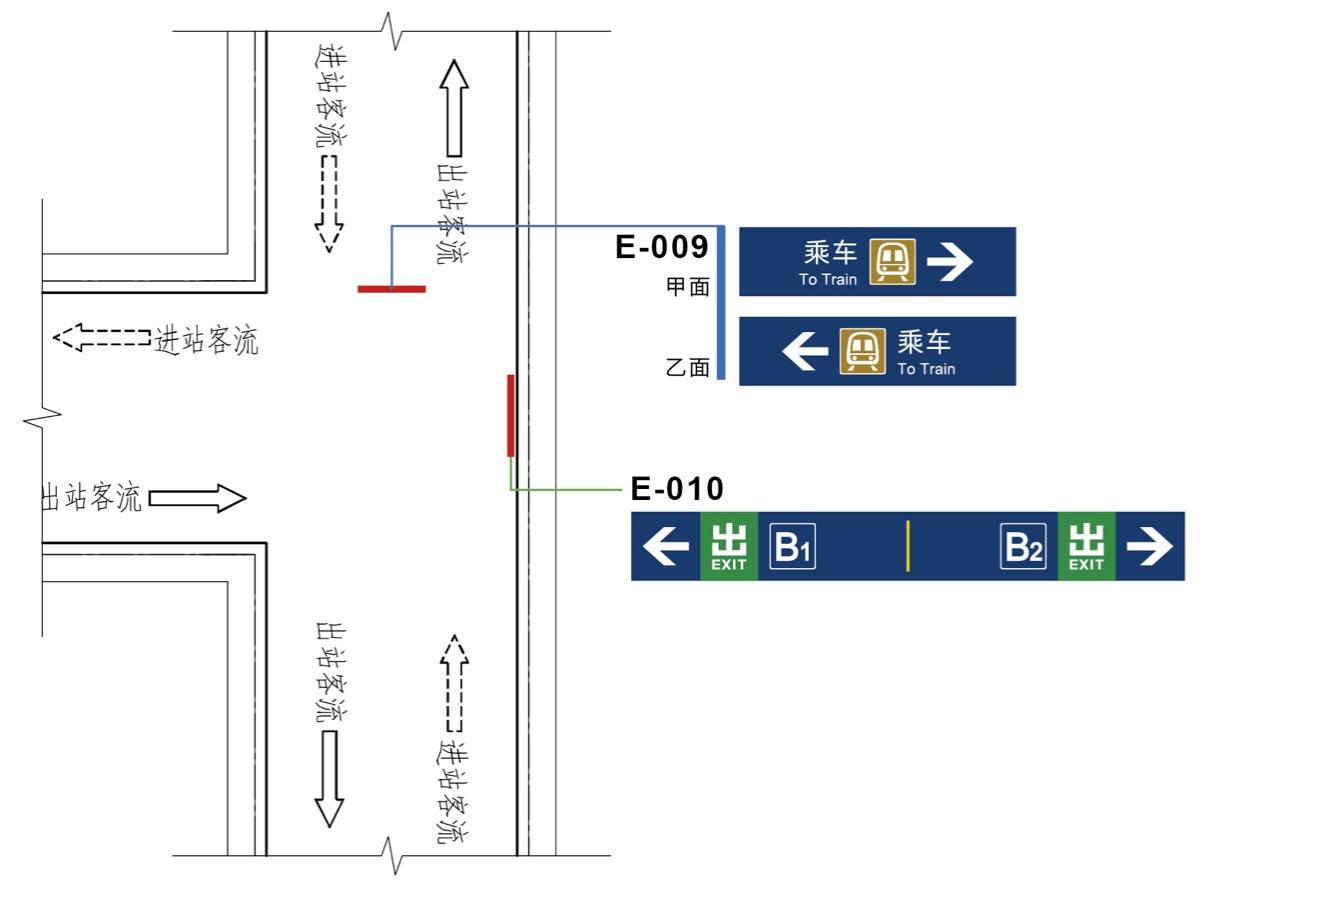 进站客流
出站客流
E-009
甲面
乘车
To Train
乙面
乘车
To Train
进站客流
出站客流
E-010
出
EXIT
B1
B2
出
EXIT
出站客流
进站客流